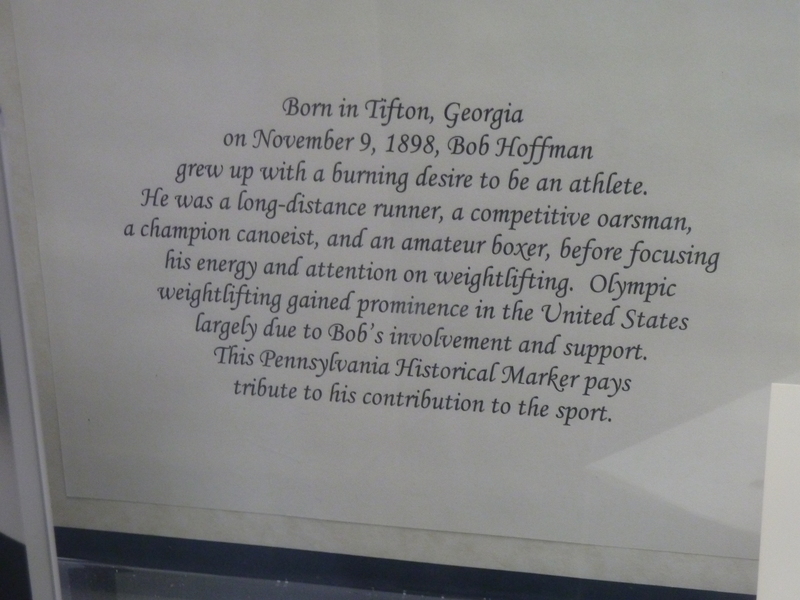 Born in Tifton, Georgia
on November 9, 1898, Bob Hoffman
grew up with a burning desire to be an athlete.
He was a long-distance runner, a competitive oarsman,
a champion canoeist, and an amateur boxer, before focusing
his energy and attention on weightlifting. Olympic
weightlifting gained prominence in the United States
largely due to Bob's involvement and support.
This Pennsylvania Historical Marker pays
tribute to his contribution to the sport.